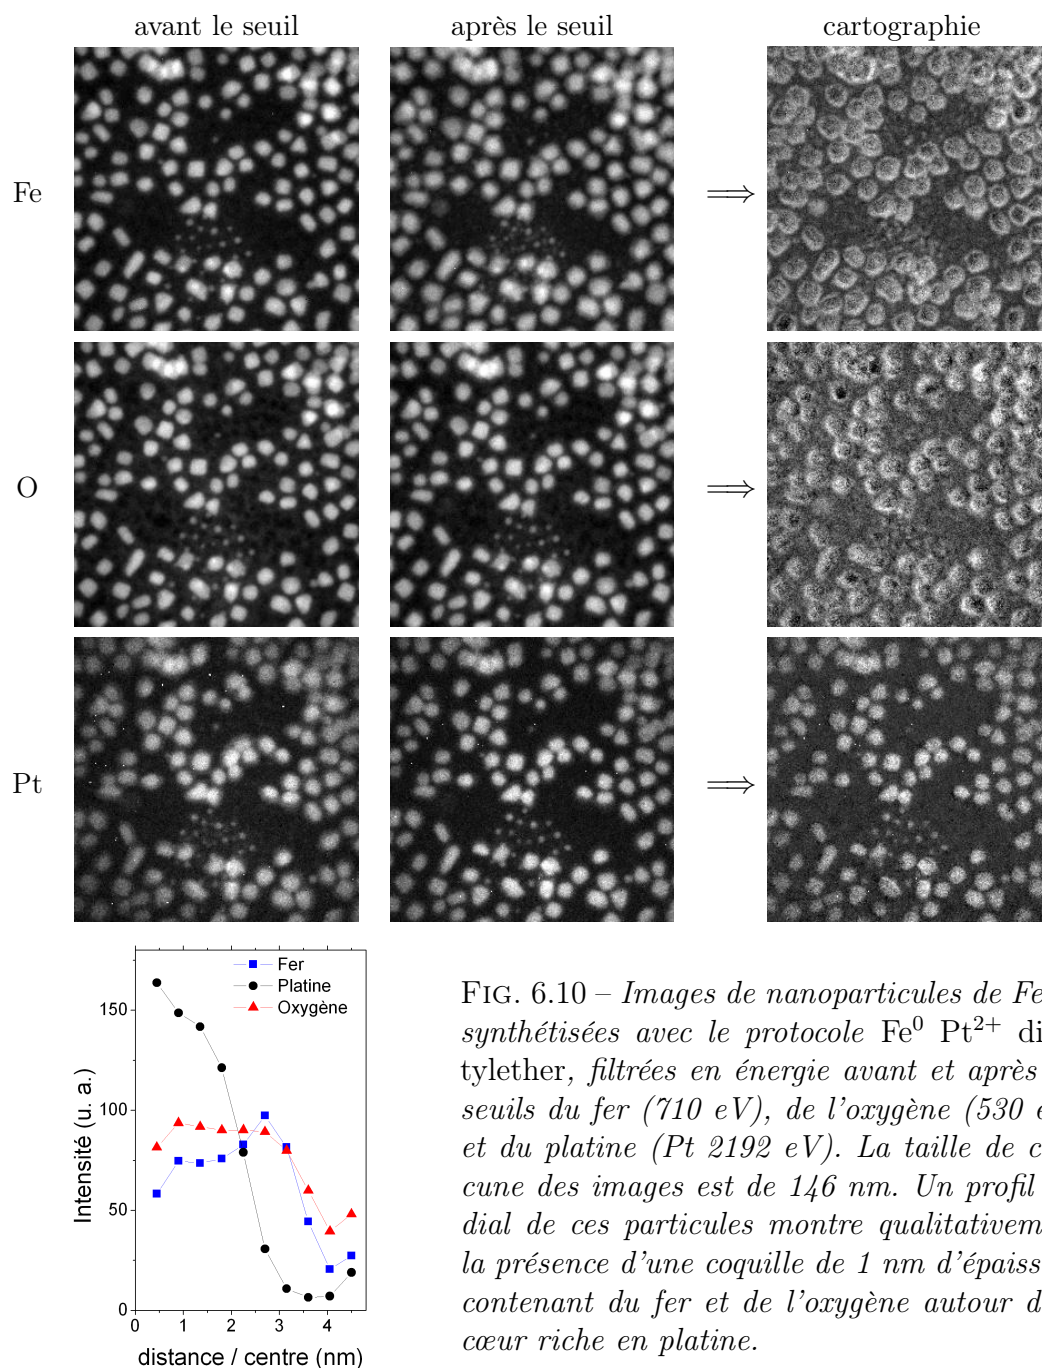 avant le seuil après le seuil cartographie
Fe
O
Pt
Intensité (u. a.)
150
100
50
0
Fer
Platine
Oxygène
0 1 2 3 4
distance / centre (nm)
FIG. 6.10 – Images de nanoparticules de Fe
synthétisées avec le protocole Fe⁰ Pt²⁺ di
tylether, filtrées en énergie avant et après
seuils du fer (710 eV), de l'oxygène (530 e
et du platine (Pt 2192 eV). La taille de c
cune des images est de 146 nm. Un profil
dial de ces particules montre qualitativem
la présence d'une coquille de 1 nm d'épaiss
contenant du fer et de l'oxygène autour d
cœur riche en platine.